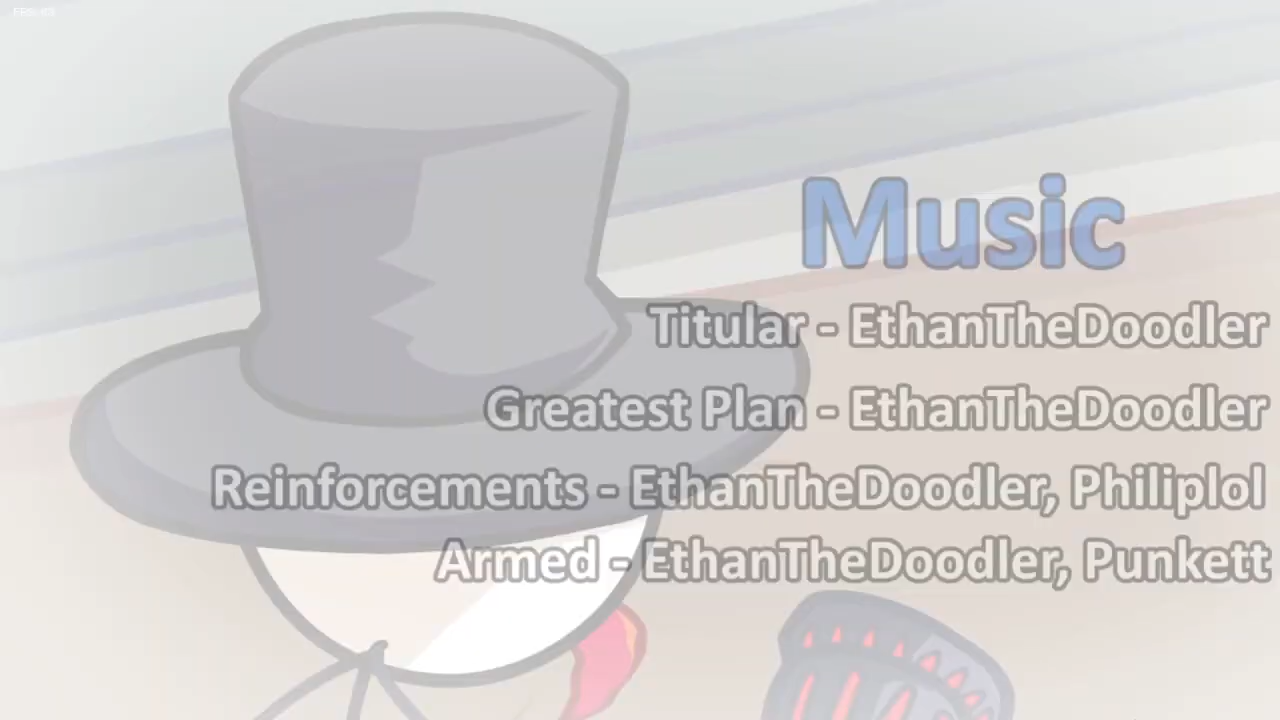 Music
Titular - EthanTheDoodler
Greatest Plan - EthanTheDoodler
Reinforcements - EthanTheDoodler, Philiplol
Armed - EthanTheDoodler, Punkett